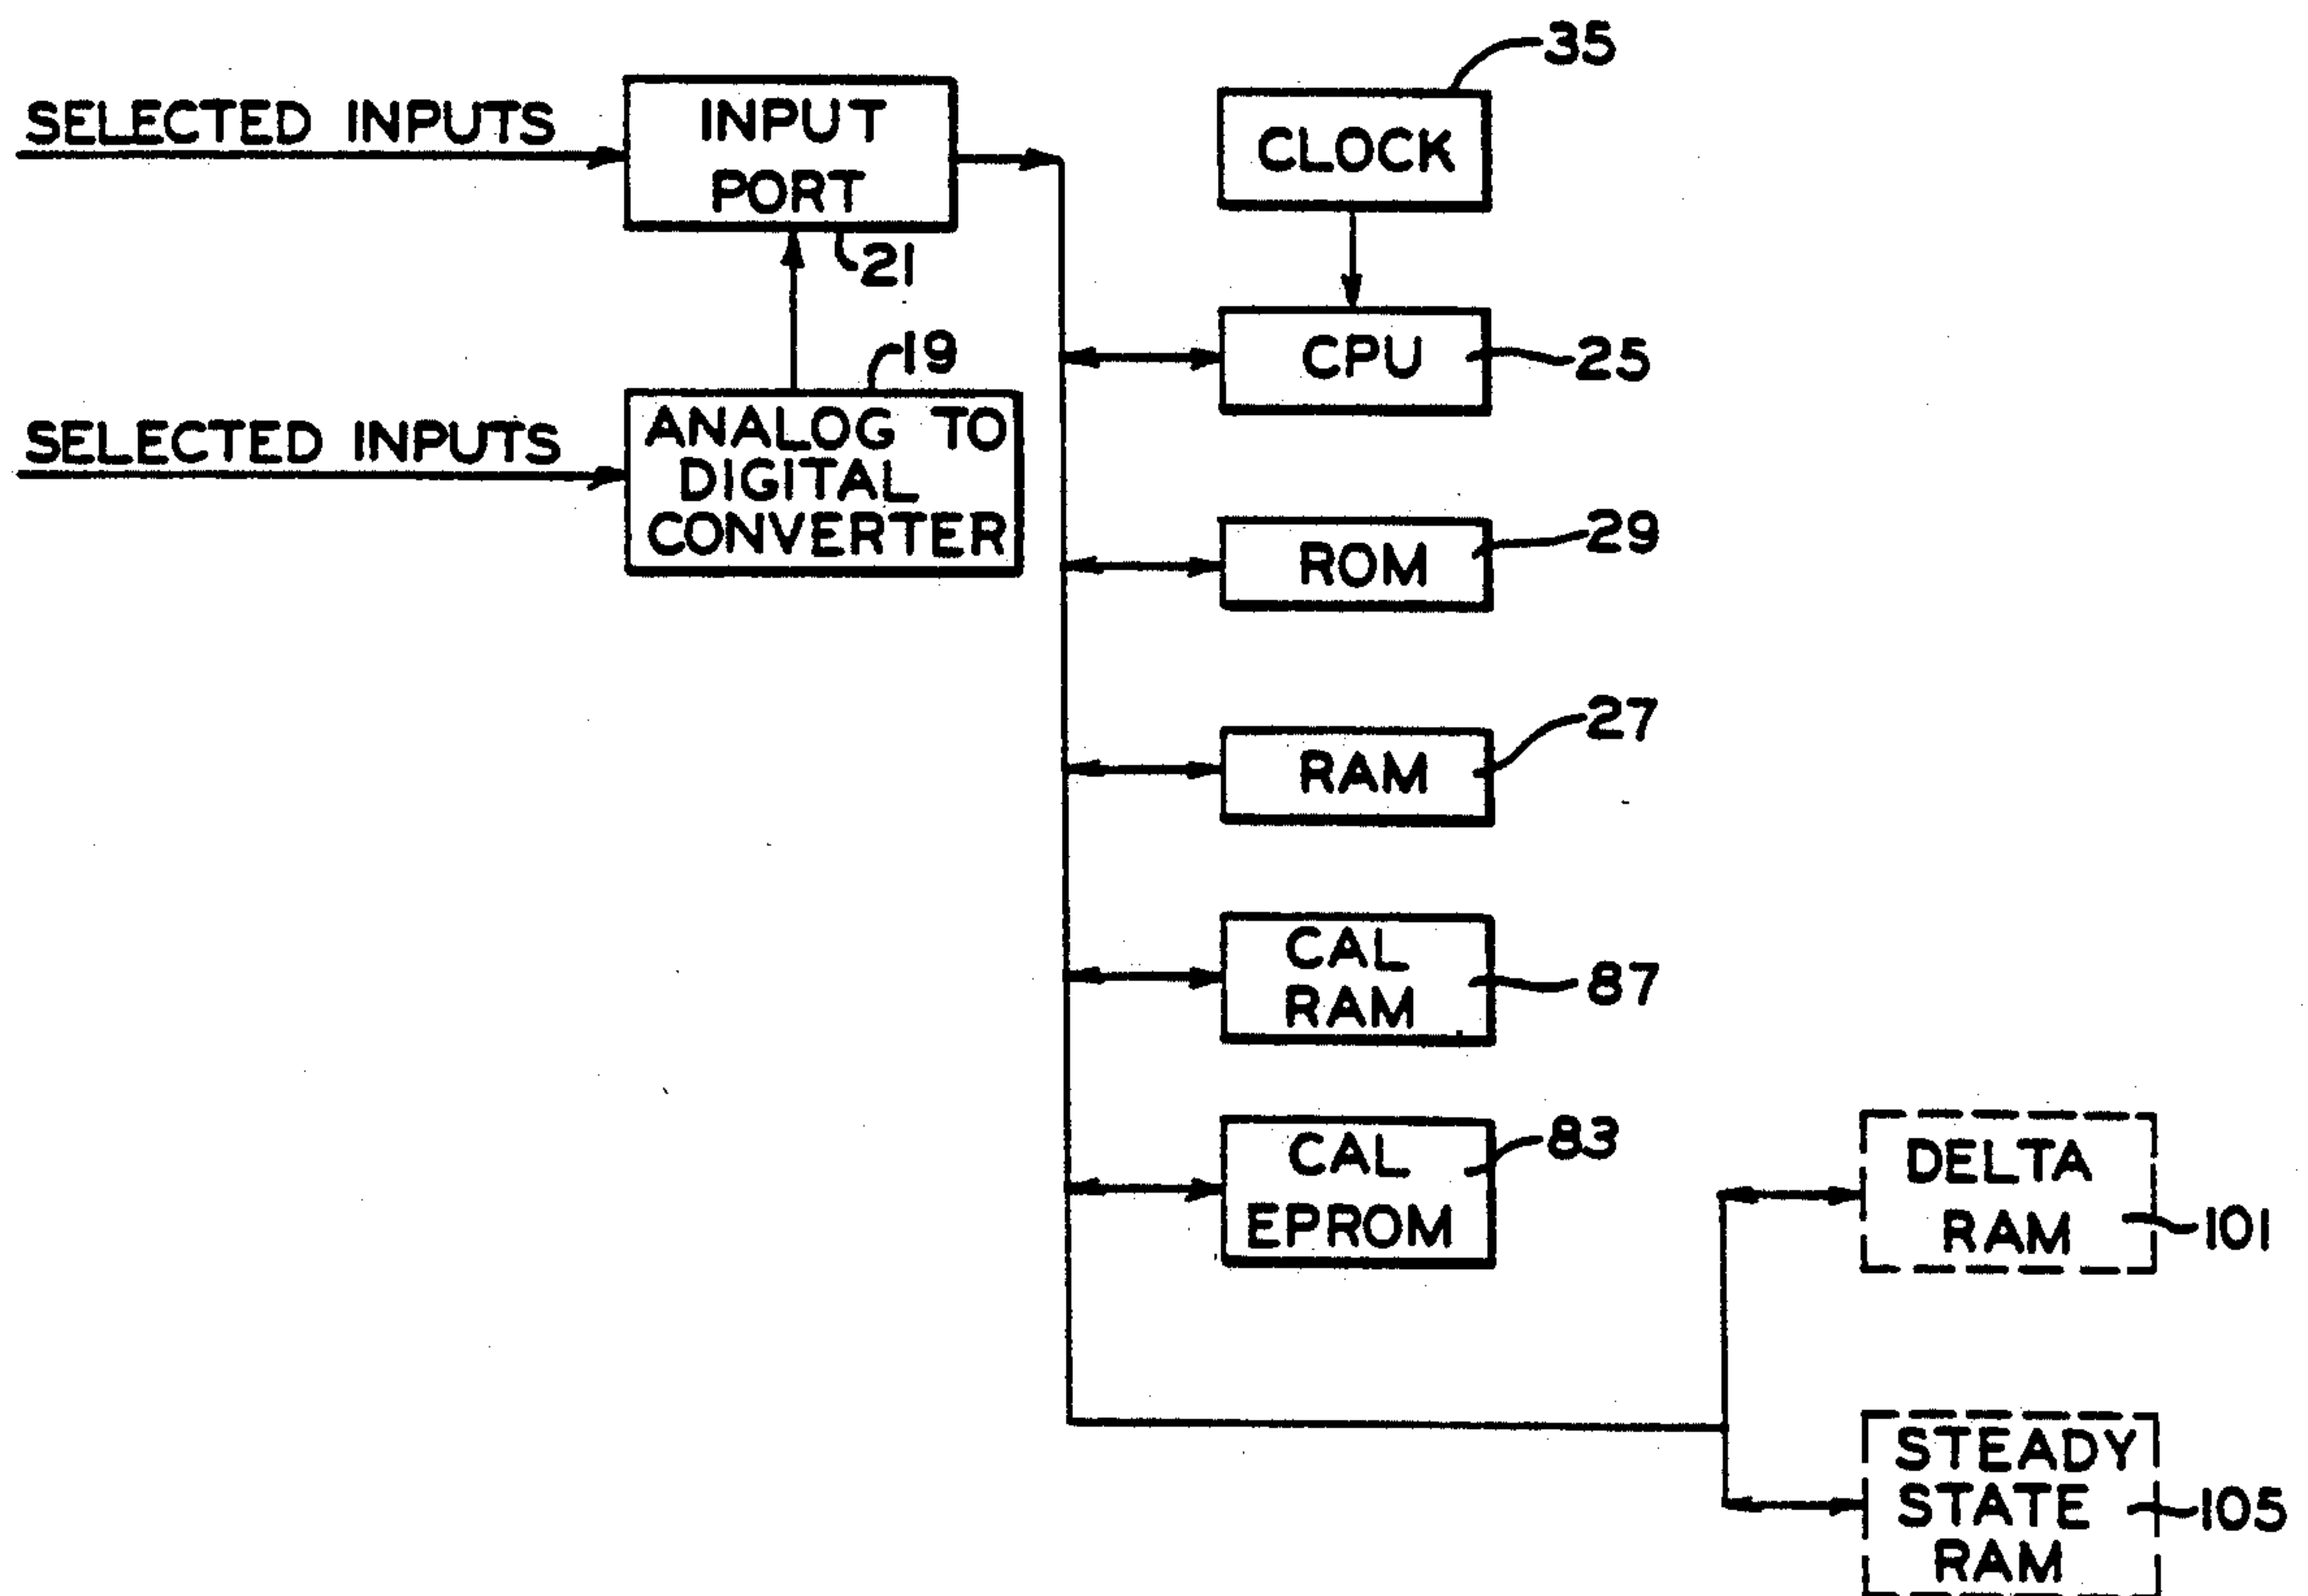 SELECTED INPUTS
INPUT
PORT
21
35
CLOCK
CPU
25
SELECTED INPUTS
19
ANALOG TO
DIGITAL
CONVERTER
ROM
29
RAM
27
CAL
RAM
87
CAL
EPROM
83
DELTA
RAM
101
STEADY
STATE
RAM
105